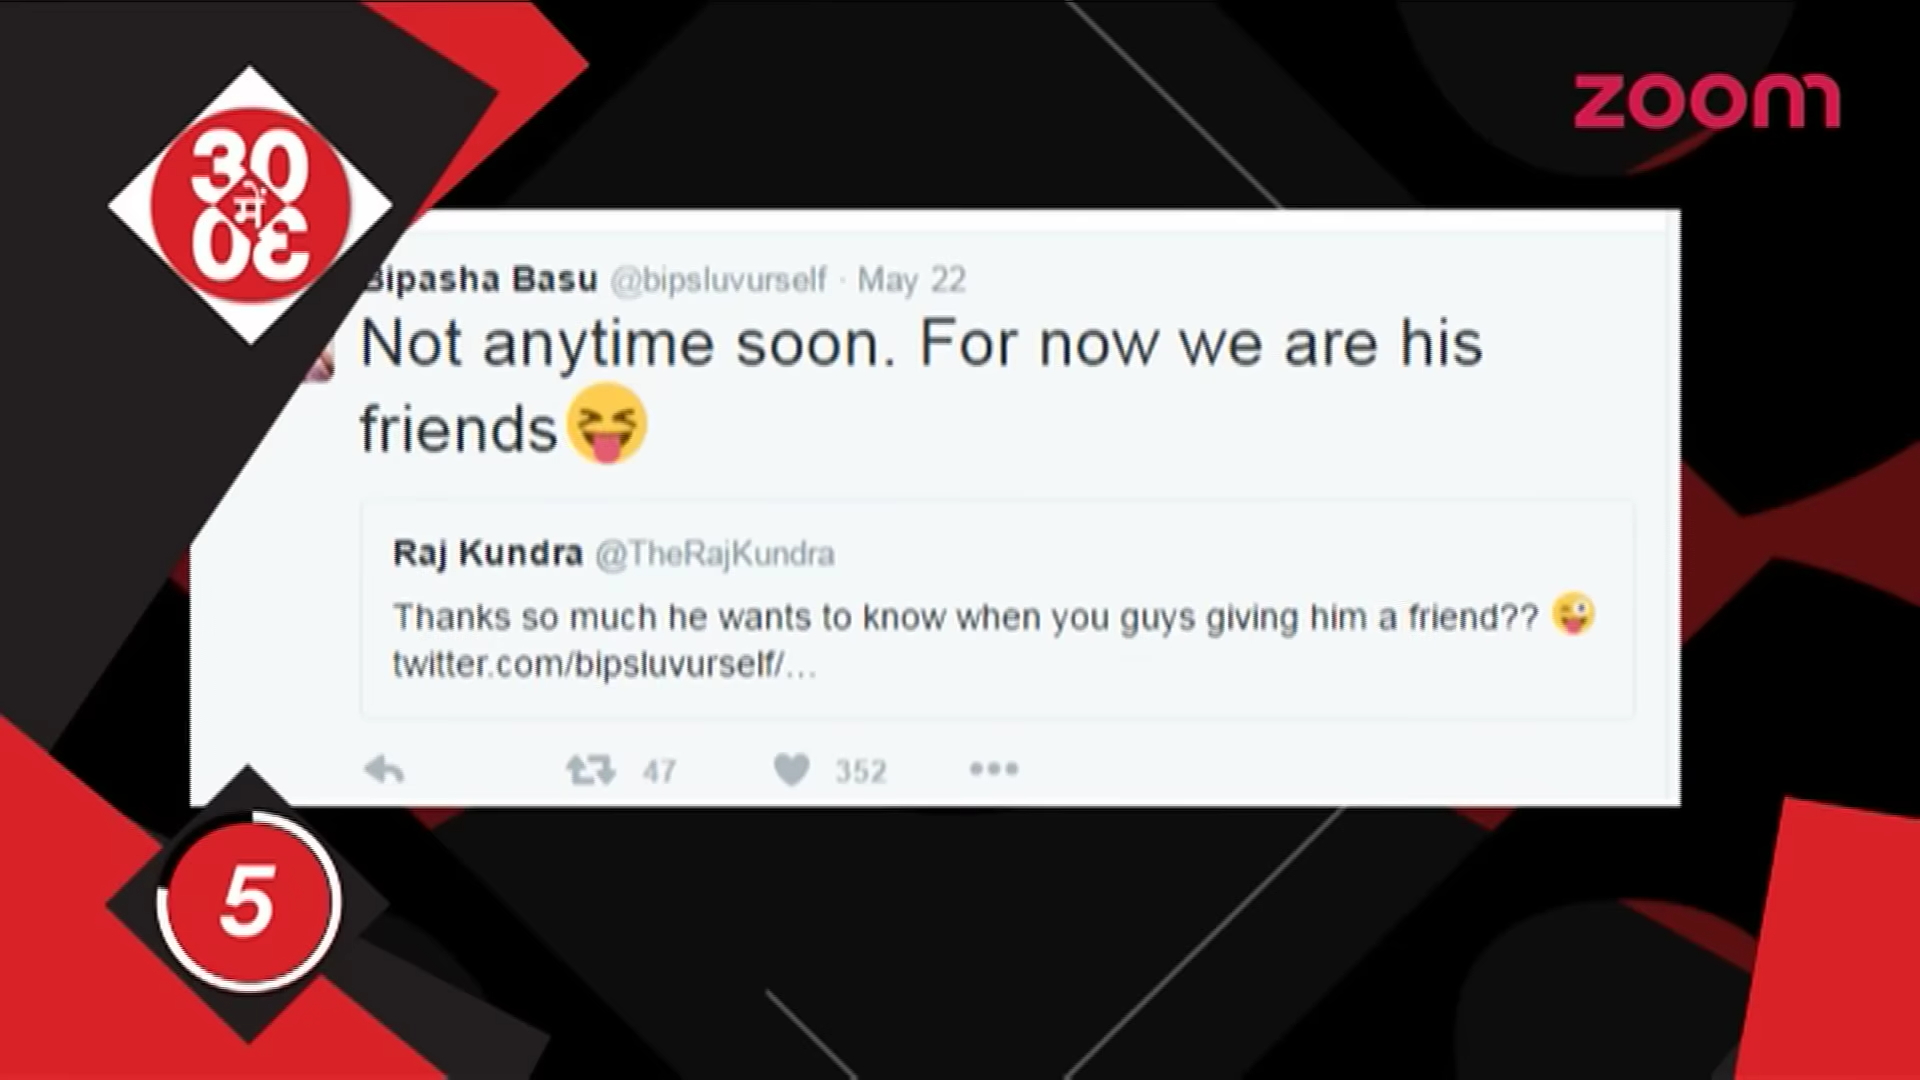 30
में
30
zoom
Bipasha Basu @bipsluvurself · May 22
Not anytime soon. For now we are his
friends😝
Raj Kundra @TheRajKundra
Thanks so much he wants to know when you guys giving him a friend?? 😜
twitter.com/bipsluvurself/...
47 352
5